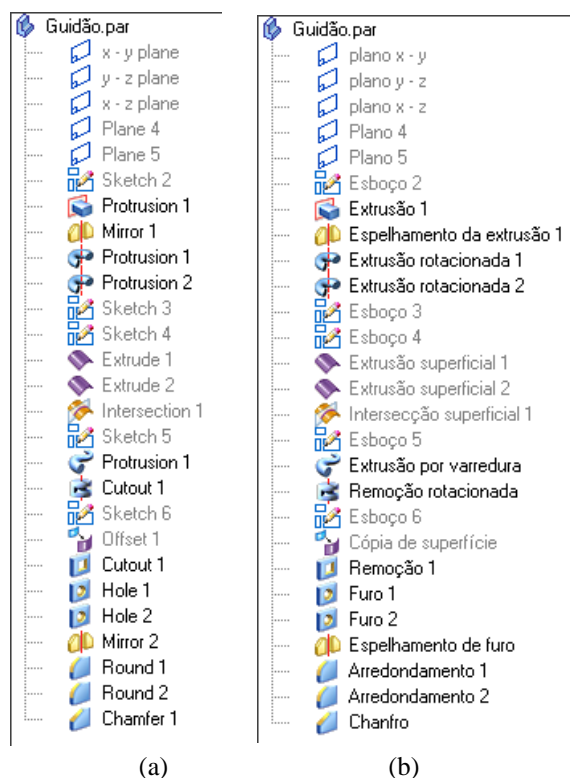 Guidão.par
x - y plane
y - z plane
x - z plane
Plane 4
Plane 5
Sketch 2
Protrusion 1
Mirror 1
Protrusion 1
Protrusion 2
Sketch 3
Sketch 4
Extrude 1
Extrude 2
Intersection 1
Sketch 5
Protrusion 1
Cutout 1
Sketch 6
Offset 1
Cutout 1
Hole 1
Hole 2
Mirror 2
Round 1
Round 2
Chamfer 1
(a)
Guidão.par
plano x - y
plano y - z
plano x - z
Plano 4
Plano 5
Esboço 2
Extrusão 1
Espelhamento da extrusão 1
Extrusão rotacionada 1
Extrusão rotacionada 2
Esboço 3
Esboço 4
Extrusão superficial 1
Extrusão superficial 2
Intersecção superficial 1
Esboço 5
Extrusão por varredura
Remoção rotacionada
Esboço 6
Cópia de superfície
Remoção 1
Furo 1
Furo 2
Espelhamento de furo
Arredondamento 1
Arredondamento 2
Chanfro
(b)